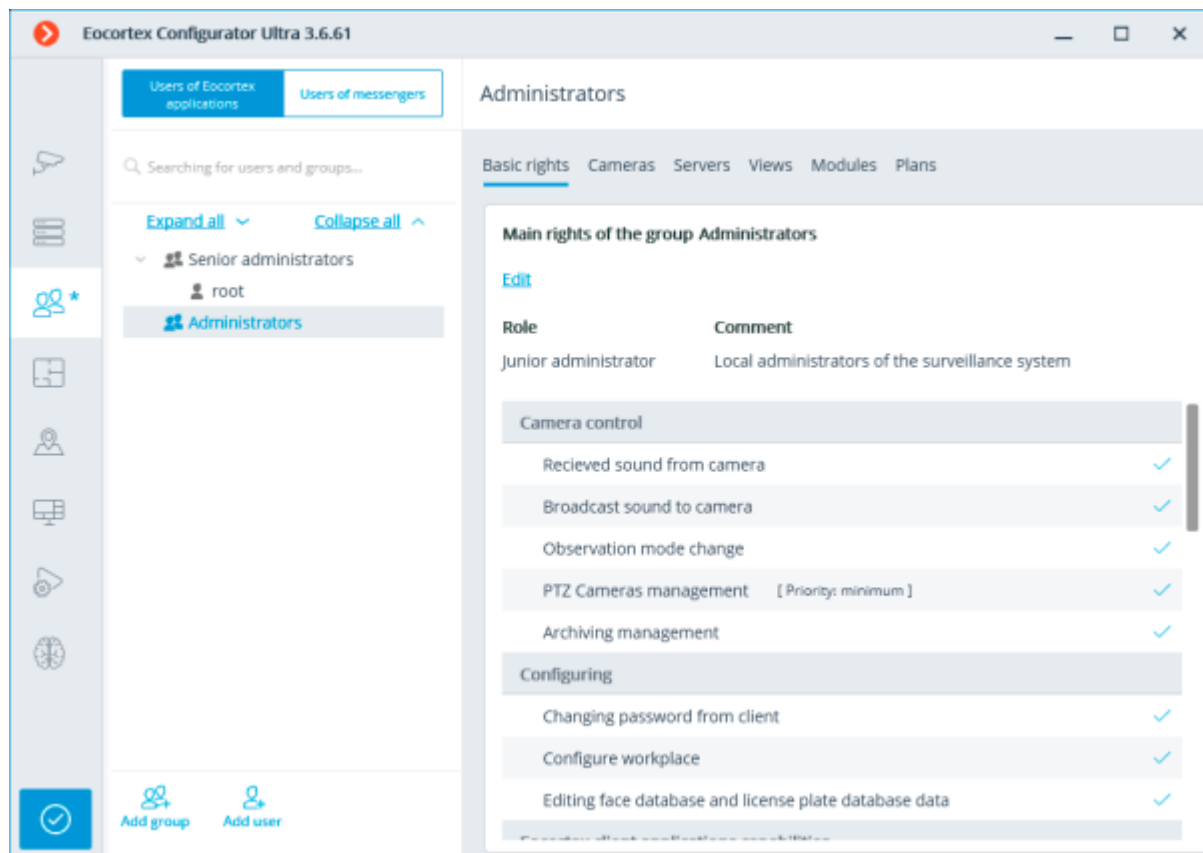 Eocortex Configurator Ultra 3.6.61
Users of Eocortex
applications
Users of messengers
Searching for users and groups...
Expand all
Collapse all
Senior administrators
root
Administrators
Add group
Add user
Administrators
Basic rights Cameras Servers Views Modules Plans
Main rights of the group Administrators
Edit
Role Comment
Junior administrator Local administrators of the surveillance system
Camera control
Recieved sound from camera
Broadcast sound to camera
Observation mode change
PTZ Cameras management [ Priority: minimum ]
Archiving management
Configuring
Changing password from client
Configure workplace
Editing face database and license plate database data
Eocortex client applications capabilities